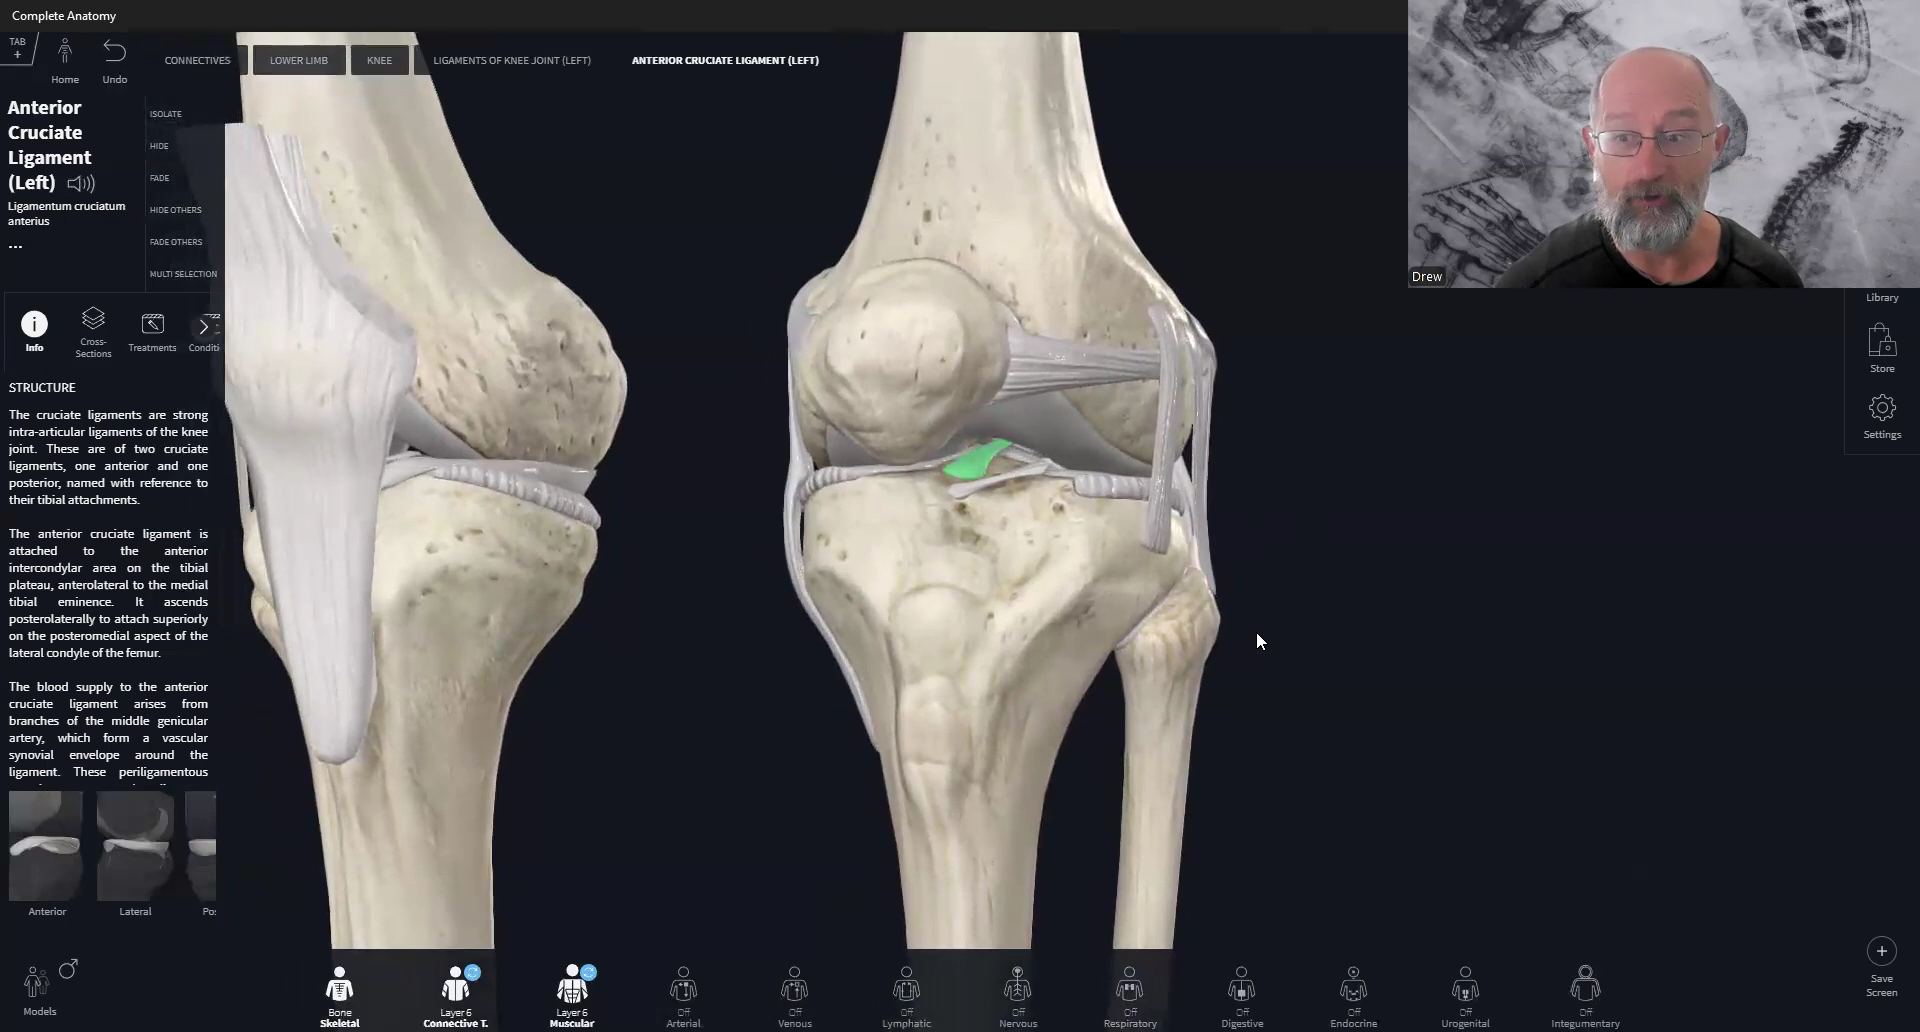 Complete Anatomy
TAB
+
Home
Undo
CONNECTIVES
LOWER LIMB
KNEE
LIGAMENTS OF KNEE JOINT (LEFT)
ANTERIOR CRUCIATE LIGAMENT (LEFT)
Anterior
Cruciate
Ligament
(Left)
Ligamentum cruciatum
anterius
...
ISOLATE
HIDE
FADE
HIDE OTHERS
FADE OTHERS
MULTI SELECTION
Info
Cross-
Sections
Treatments
Conditi
STRUCTURE
The cruciate ligaments are strong
intra-articular ligaments of the knee
joint. These are of two cruciate
ligaments, one anterior and one
posterior, named with reference to
their tibial attachments.
The anterior cruciate ligament is
attached to the anterior
intercondylar area on the tibial
plateau, anterolateral to the medial
tibial eminence. It ascends
posterolaterally to attach superiorly
on the posteromedial aspect of the
lateral condyle of the femur.
The blood supply to the anterior
cruciate ligament arises from
branches of the middle genicular
artery, which form a vascular
synovial envelope around the
ligament. These periligamentous
Anterior
Lateral
Pos
Models
Bone
Skeletal
Layer 6
Connective T.
Layer 6
Muscular
Off
Arterial
Off
Venous
Off
Lymphatic
Off
Nervous
Off
Respiratory
Off
Digestive
Off
Endocrine
Off
Urogenital
Off
Integumentary
Drew
Library
Store
Settings
Save
Screen